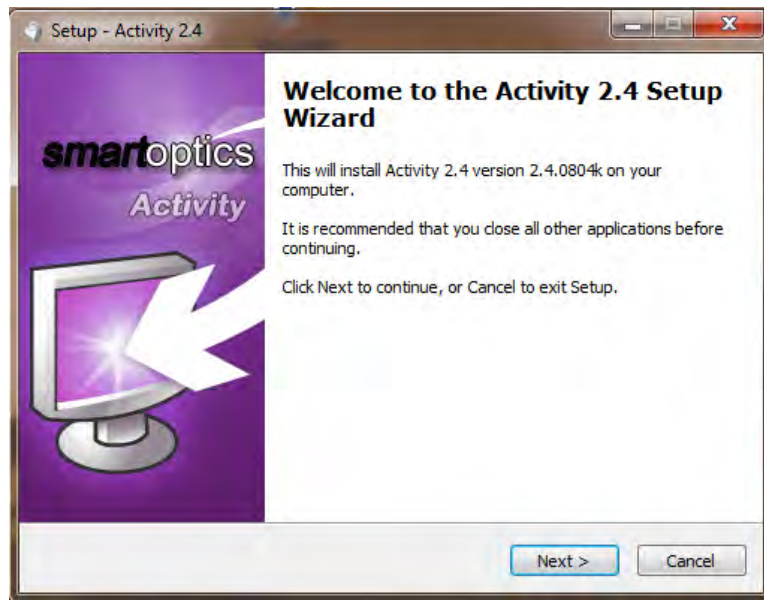 Setup - Activity 2.4
smartoptics
Activity
Welcome to the Activity 2.4 Setup
Wizard
This will install Activity 2.4 version 2.4.0804k on your
computer.
It is recommended that you close all other applications before
continuing.
Click Next to continue, or Cancel to exit Setup.
Next >
Cancel